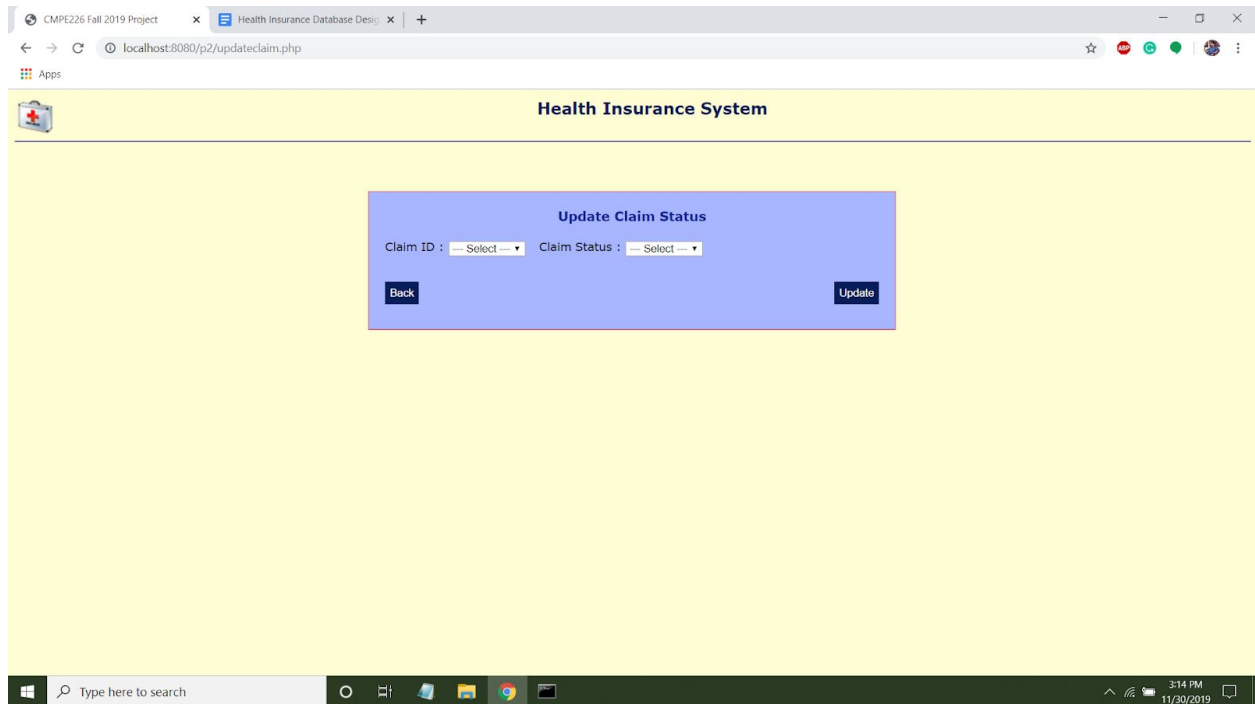 CMPE226 Fall 2019 Project
Health Insurance Database Desig
localhost:8080/p2/updateclaim.php
ABP
Apps
Health Insurance System
Update Claim Status
Claim ID : --- Select --- Claim Status : --- Select ---
Back Update
Type here to search
3:14 PM
11/30/2019